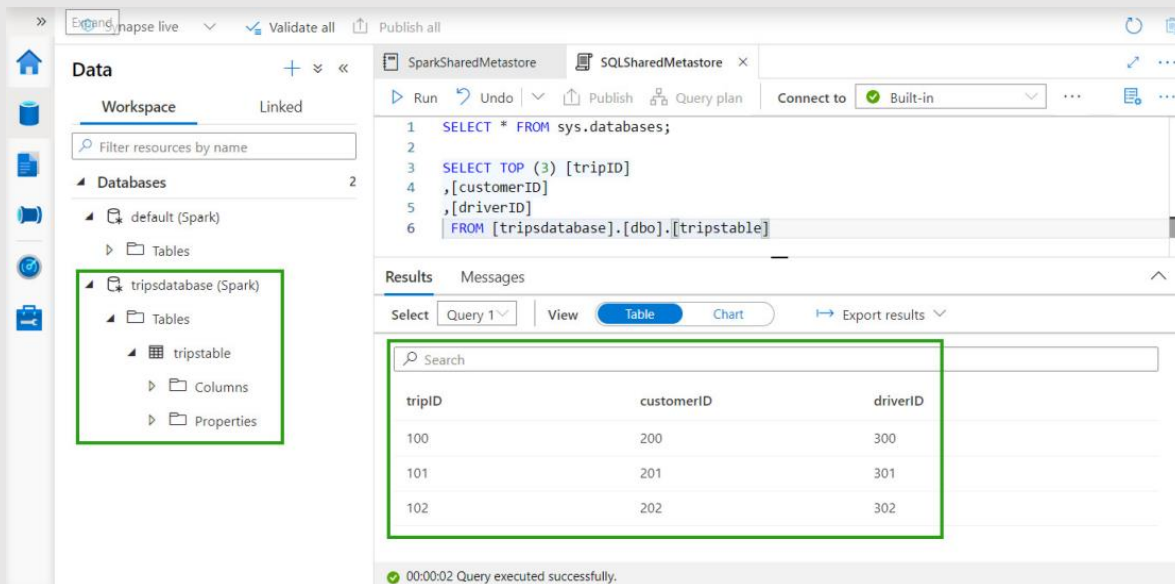 » Expand Synapse live Validate all Publish all
Data + « 
Workspace Linked
Filter resources by name
Databases 2
default (Spark)
Tables
tripsdatabase (Spark)
Tables
tripstable
Columns
Properties
SparkSharedMetastore SQLSharedMetastore ×
Run Undo Publish Query plan Connect to Built-in ...
1 SELECT * FROM sys.databases;
2
3 SELECT TOP (3) [tripID]
4 ,[customerID]
5 ,[driverID]
6 FROM [tripsdatabase].[dbo].[tripstable]
Results Messages
Select Query 1 View Table Chart Export results
Search
tripID customerID driverID
100 200 300
101 201 301
102 202 302
00:00:02 Query executed successfully.